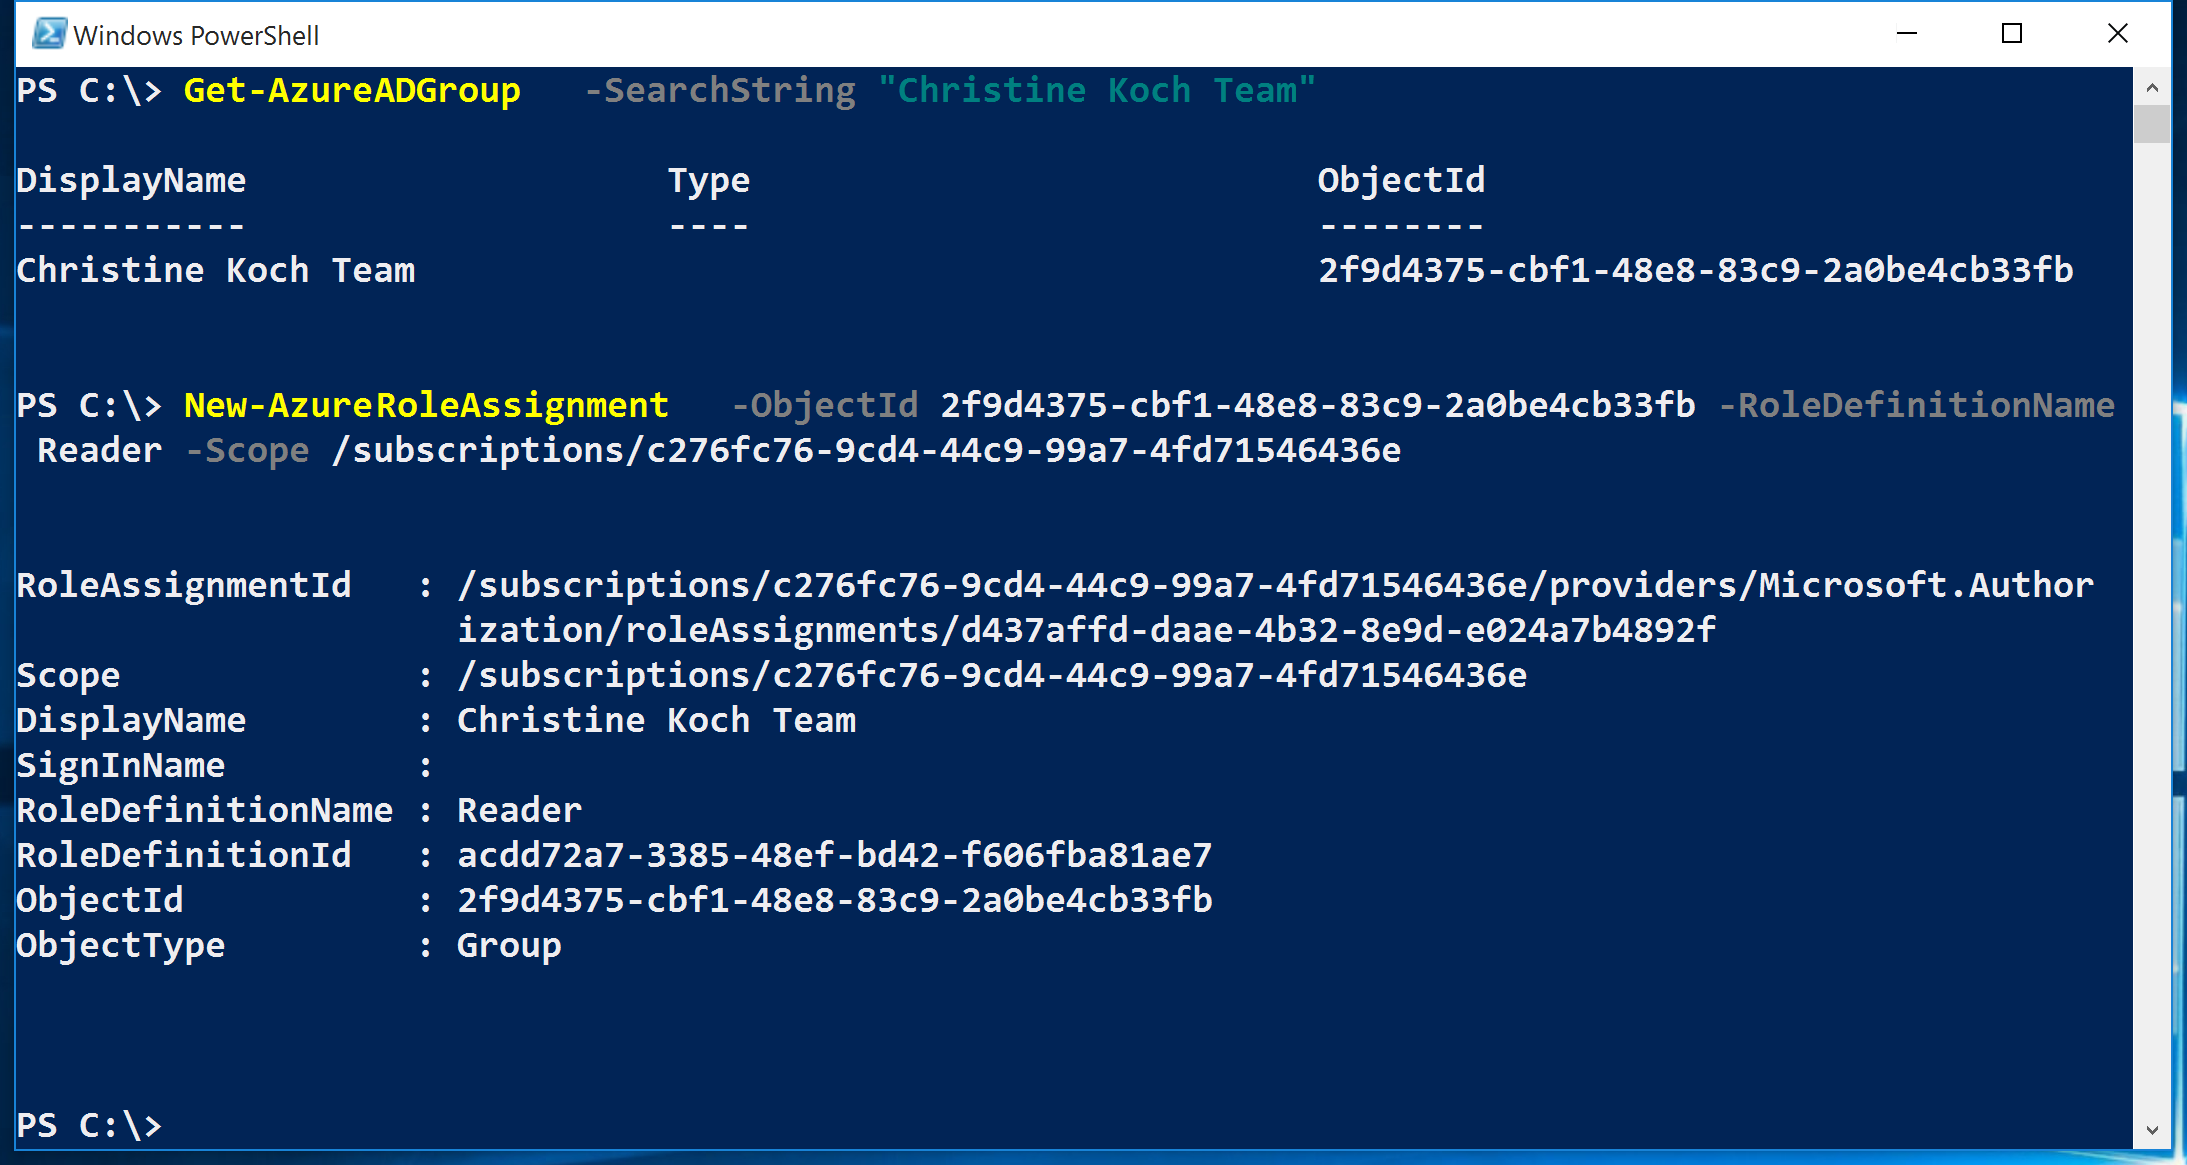 Windows PowerShell
PS C:\> Get-AzureADGroup   -SearchString "Christine Koch Team"
DisplayName                    Type                           ObjectId
-----------                    ----                           --------
Christine Koch Team                                           2f9d4375-cbf1-48e8-83c9-2a0be4cb33fb
PS C:\> New-AzureRoleAssignment   -ObjectId 2f9d4375-cbf1-48e8-83c9-2a0be4cb33fb -RoleDefinitionName
 Reader -Scope /subscriptions/c276fc76-9cd4-44c9-99a7-4fd71546436e
RoleAssignmentId   : /subscriptions/c276fc76-9cd4-44c9-99a7-4fd71546436e/providers/Microsoft.Author
                     ization/roleAssignments/d437affd-daae-4b32-8e9d-e024a7b4892f
Scope              : /subscriptions/c276fc76-9cd4-44c9-99a7-4fd71546436e
DisplayName        : Christine Koch Team
SignInName         :
RoleDefinitionName : Reader
RoleDefinitionId   : acdd72a7-3385-48ef-bd42-f606fba81ae7
ObjectId           : 2f9d4375-cbf1-48e8-83c9-2a0be4cb33fb
ObjectType         : Group
PS C:\>